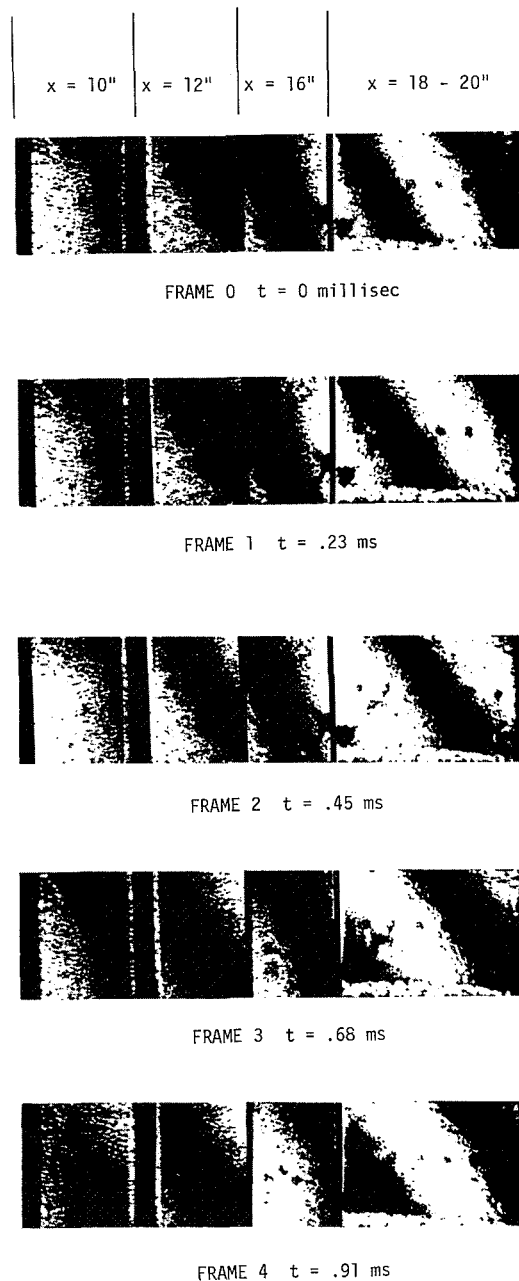 x = 10" x = 12" x = 16" x = 18 - 20"
FRAME 0 t = 0 millisec
FRAME 1 t = .23 ms
FRAME 2 t = .45 ms
FRAME 3 t = .68 ms
FRAME 4 t = .91 ms